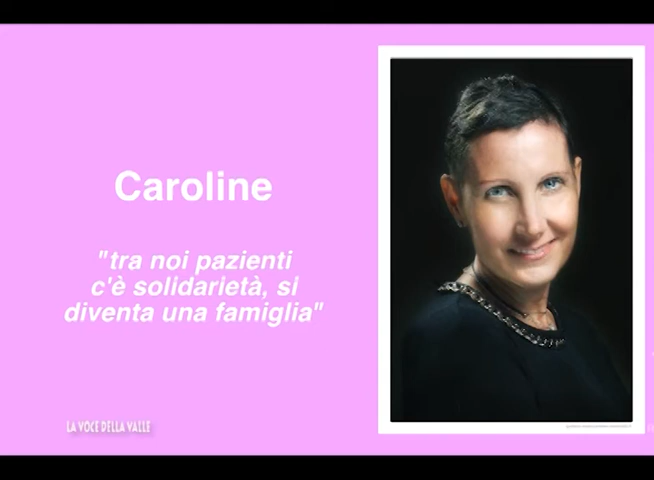 Caroline
"tra noi pazienti
c'è solidarietà, si
diventa una famiglia"
LA VOCE DELLA VALLE